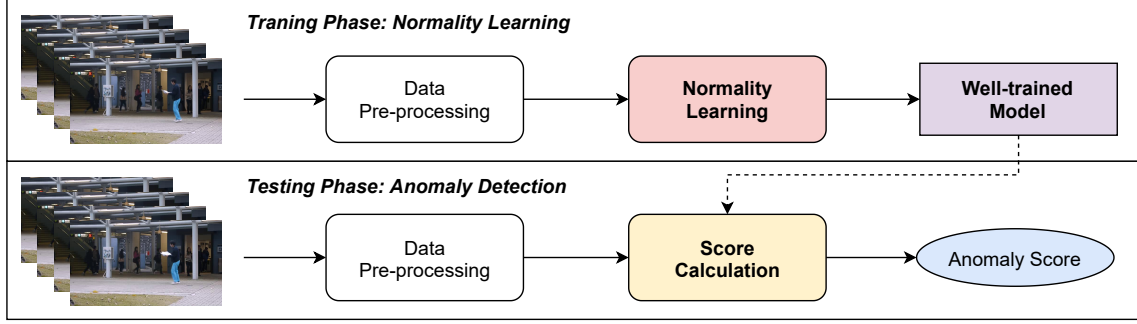 Traning Phase: Normality Learning
Data
Pre-processing
Normality
Learning
Well-trained
Model
Testing Phase: Anomaly Detection
Data
Pre-processing
Score
Calculation
Anomaly Score